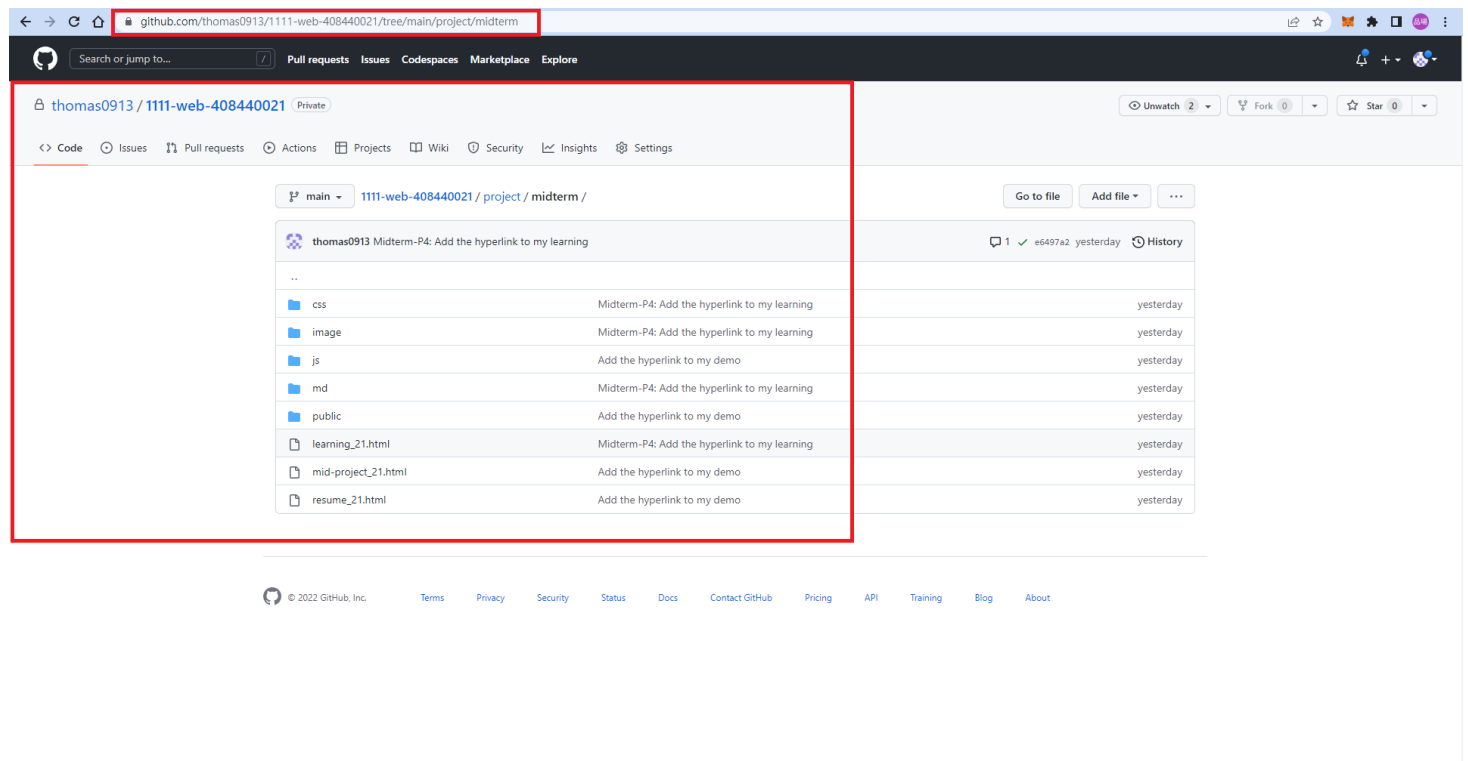 github.com/thomas0913/1111-web-408440021/tree/main/project/midterm
Search or jump to... / Pull requests Issues Codespaces Marketplace Explore
thomas0913 / 1111-web-408440021 Private Unwatch 2 Fork 0 Star 0
<> Code Issues Pull requests Actions Projects Wiki Security Insights Settings
main 1111-web-408440021 / project / midterm / Go to file Add file ...
thomas0913 Midterm-P4: Add the hyperlink to my learning 1 e6497a2 yesterday History
..
css Midterm-P4: Add the hyperlink to my learning yesterday
image Midterm-P4: Add the hyperlink to my learning yesterday
js Add the hyperlink to my demo yesterday
md Midterm-P4: Add the hyperlink to my learning yesterday
public Add the hyperlink to my demo yesterday
learning_21.html Midterm-P4: Add the hyperlink to my learning yesterday
mid-project_21.html Add the hyperlink to my demo yesterday
resume_21.html Add the hyperlink to my demo yesterday
© 2022 GitHub, Inc. Terms Privacy Security Status Docs Contact GitHub Pricing API Training Blog About